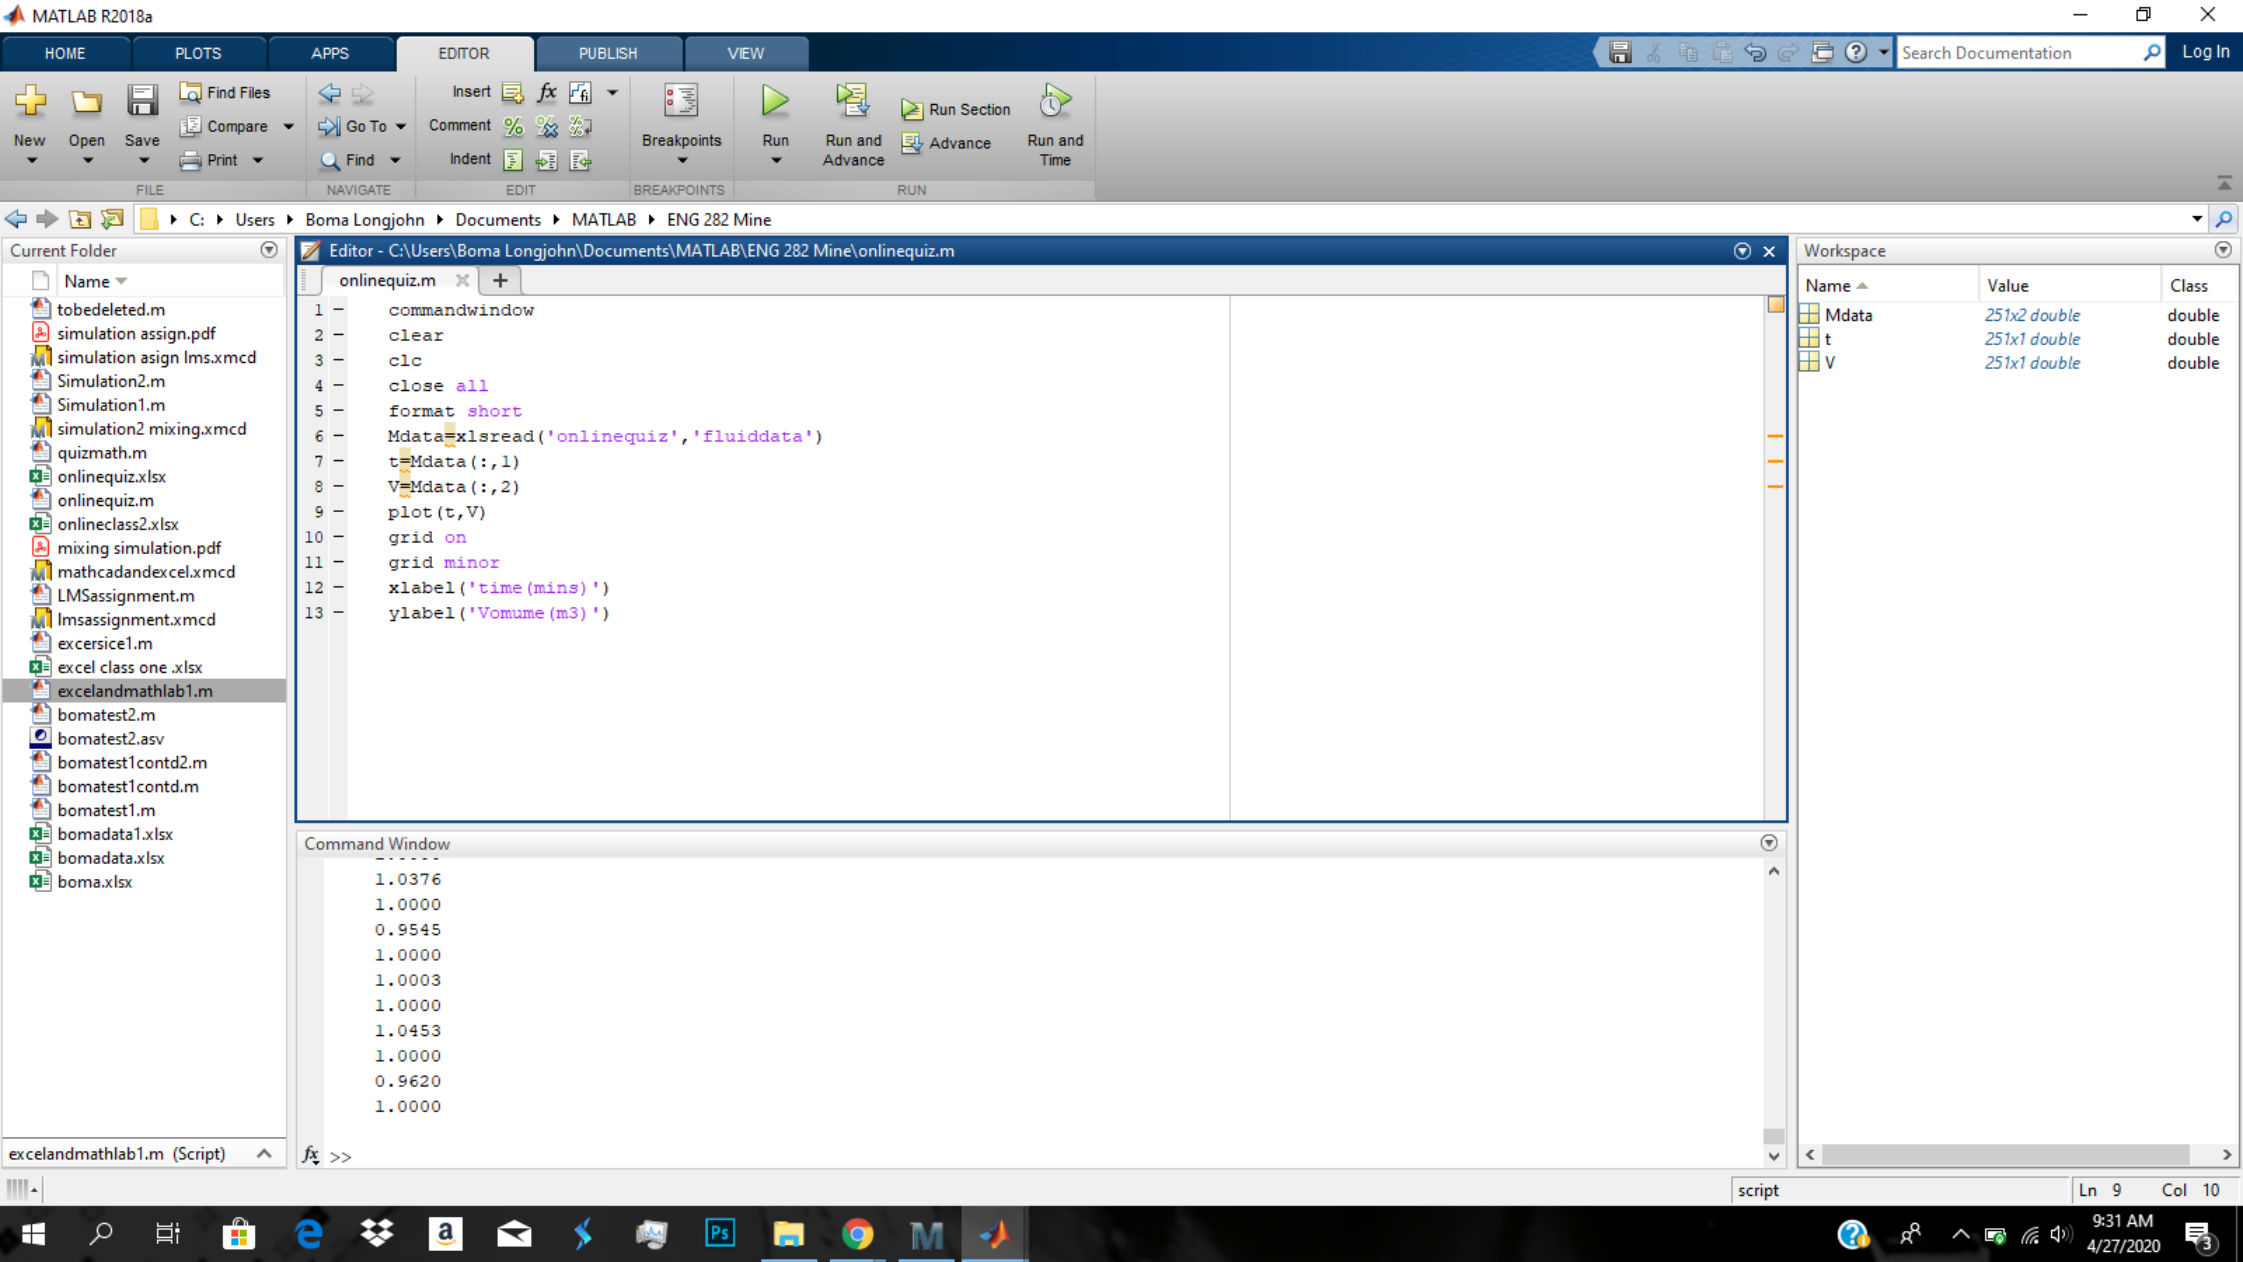 MATLAB R2018a
HOME PLOTS APPS EDITOR PUBLISH VIEW
Search Documentation
Log In
New
Open
Save
Find Files
Compare
Print
FILE
Go To
Find
NAVIGATE
Insert fx fi
Comment
Indent
EDIT
Breakpoints
BREAKPOINTS
Run
Run and Advance
Run Section
Advance
Run and Time
RUN
C: Users Boma Longjohn Documents MATLAB ENG 282 Mine
Current Folder
Name
tobedeleted.m
simulation assign.pdf
simulation asign lms.xmcd
Simulation2.m
Simulation1.m
simulation2 mixing.xmcd
quizmath.m
onlinequiz.xlsx
onlinequiz.m
onlineclass2.xlsx
mixing simulation.pdf
mathcadandexcel.xmcd
LMSassignment.m
lmsassignment.xmcd
excersice1.m
excel class one .xlsx
excelandmathlab1.m
bomatest2.m
bomatest2.asv
bomatest1contd2.m
bomatest1contd.m
bomatest1.m
bomadata1.xlsx
bomadata.xlsx
boma.xlsx
excelandmathlab1.m (Script)
Editor - C:\Users\Boma Longjohn\Documents\MATLAB\ENG 282 Mine\onlinequiz.m
onlinequiz.m
1 – commandwindow
2 – clear
3 – clc
4 – close all
5 – format short
6 – Mdata=xlsread('onlinequiz','fluiddata')
7 – t=Mdata(:,1)
8 – V=Mdata(:,2)
9 – plot(t,V)
10 – grid on
11 – grid minor
12 – xlabel('time(mins)')
13 – ylabel('Vomume(m3)')
Command Window
1.0376
1.0000
0.9545
1.0000
1.0003
1.0000
1.0453
1.0000
0.9620
1.0000
fx >>
Workspace
Name Value Class
Mdata 251x2 double double
t 251x1 double double
V 251x1 double double
script Ln 9 Col 10
a Ps M
9:31 AM
4/27/2020
3